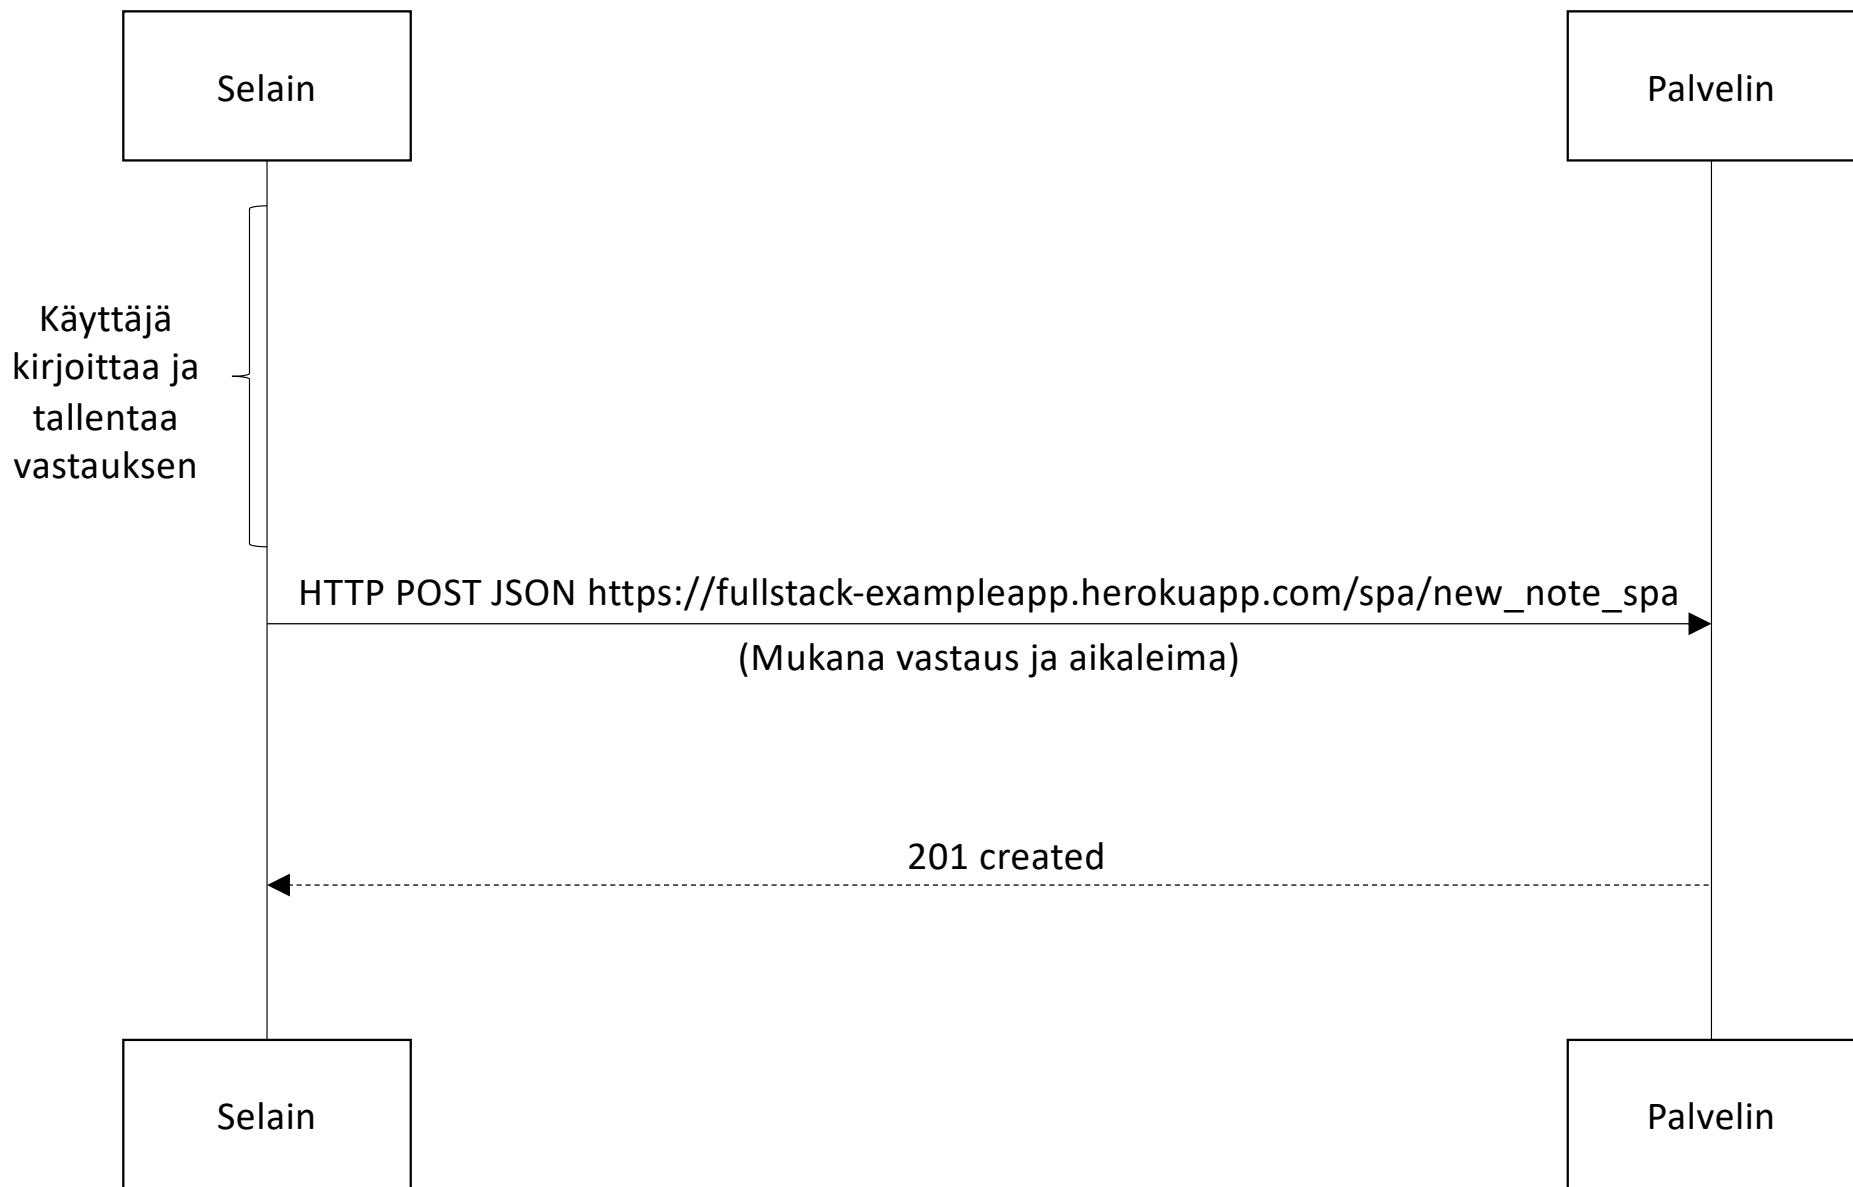 Selain
Palvelin
Käyttäjä
kirjoittaa ja
tallentaa
vastauksen
HTTP POST JSON https://fullstack-exampleapp.herokuapp.com/spa/new_note_spa
(Mukana vastaus ja aikaleima)
201 created
Selain
Palvelin